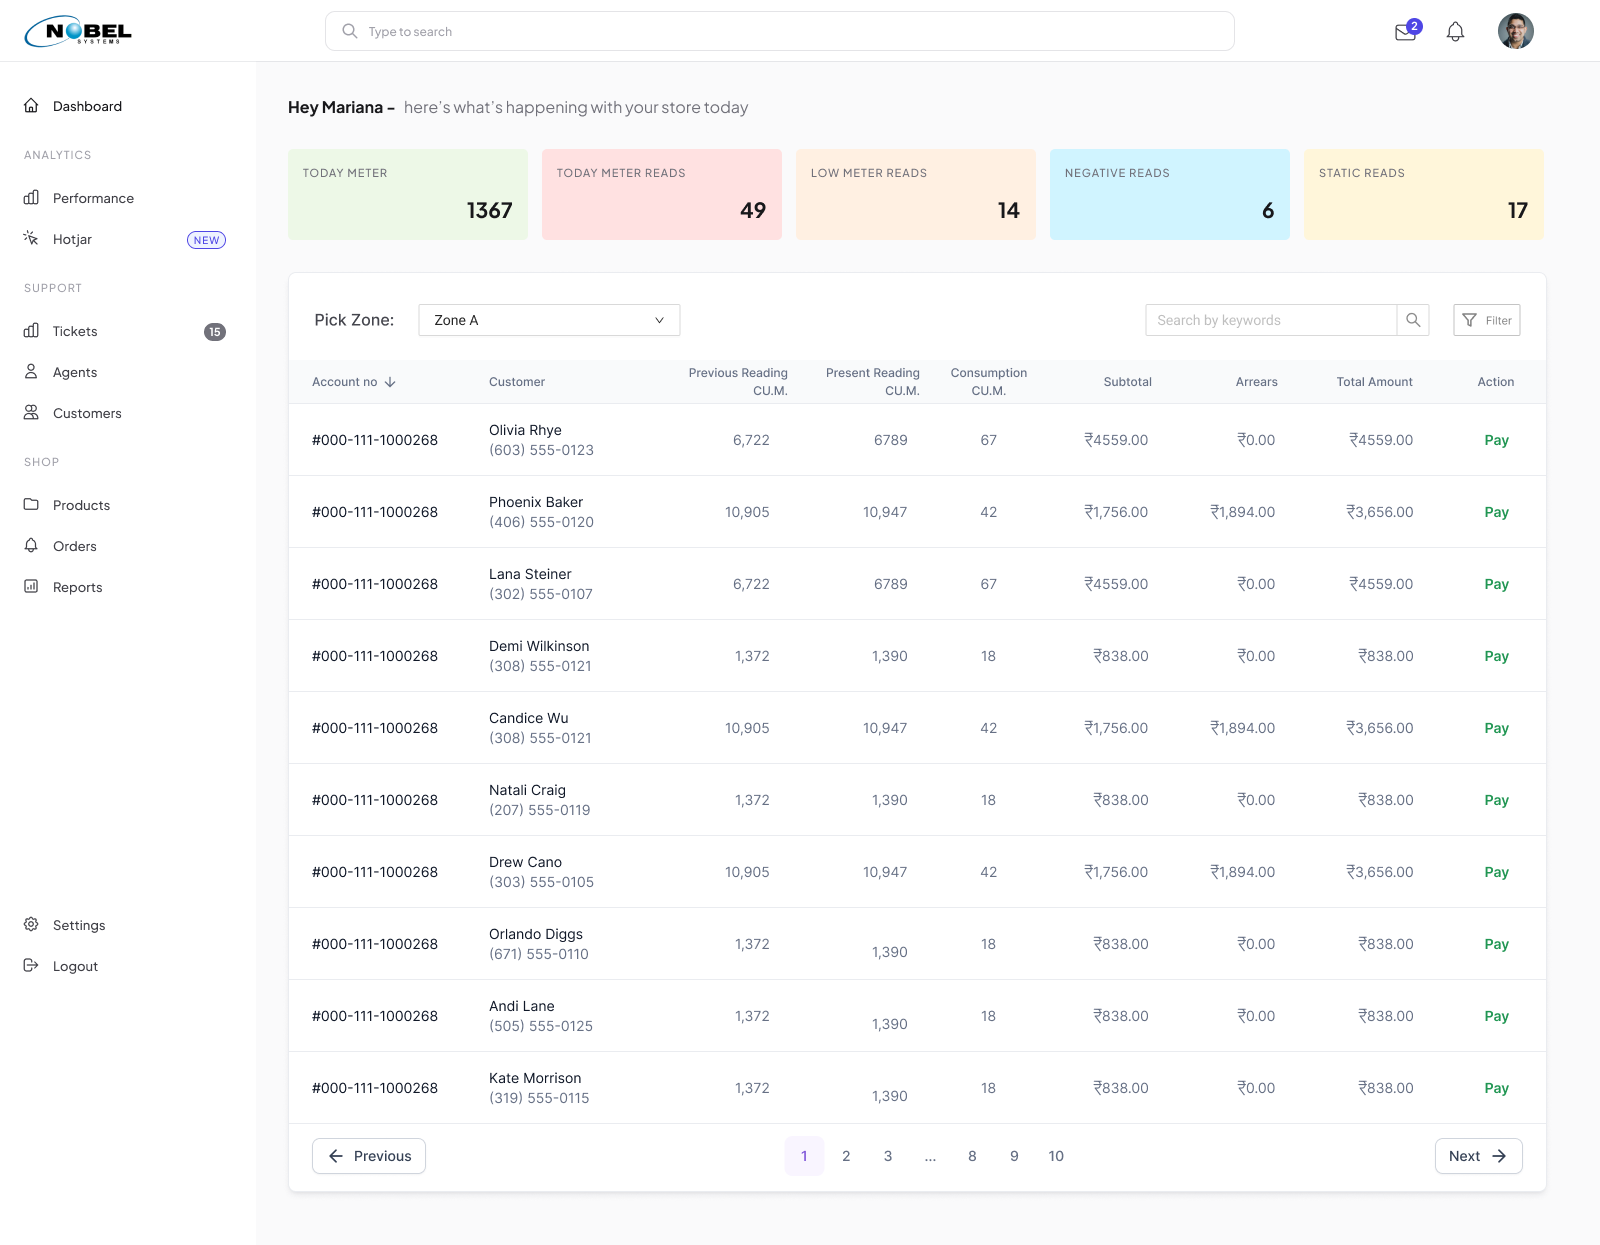 NOBEL
SYSTEMS
Type to search
2
Dashboard
ANALYTICS
Performance
Hotjar
NEW
SUPPORT
Tickets
15
Agents
Customers
SHOP
Products
Orders
Reports
Settings
Logout
Hey Mariana - here's what's happening with your store today
TODAY METER
1367
TODAY METER READS
49
LOW METER READS
14
NEGATIVE READS
6
STATIC READS
17
Pick Zone:
Zone A
Search by keywords
Filter
Account no
Customer
Previous Reading
CU.M.
Present Reading
CU.M.
Consumption
CU.M.
Subtotal
Arrears
Total Amount
Action
#000-111-1000268
Olivia Rhye
(603) 555-0123
6,722
6789
67
₹4559.00
₹0.00
₹4559.00
Pay
#000-111-1000268
Phoenix Baker
(406) 555-0120
10,905
10,947
42
₹1,756.00
₹1,894.00
₹3,656.00
Pay
#000-111-1000268
Lana Steiner
(302) 555-0107
6,722
6789
67
₹4559.00
₹0.00
₹4559.00
Pay
#000-111-1000268
Demi Wilkinson
(308) 555-0121
1,372
1,390
18
₹838.00
₹0.00
₹838.00
Pay
#000-111-1000268
Candice Wu
(308) 555-0121
10,905
10,947
42
₹1,756.00
₹1,894.00
₹3,656.00
Pay
#000-111-1000268
Natali Craig
(207) 555-0119
1,372
1,390
18
₹838.00
₹0.00
₹838.00
Pay
#000-111-1000268
Drew Cano
(303) 555-0105
10,905
10,947
42
₹1,756.00
₹1,894.00
₹3,656.00
Pay
#000-111-1000268
Orlando Diggs
(671) 555-0110
1,372
1,390
18
₹838.00
₹0.00
₹838.00
Pay
#000-111-1000268
Andi Lane
(505) 555-0125
1,372
1,390
18
₹838.00
₹0.00
₹838.00
Pay
#000-111-1000268
Kate Morrison
(319) 555-0115
1,372
1,390
18
₹838.00
₹0.00
₹838.00
Pay
Previous
1
2
3
...
8
9
10
Next